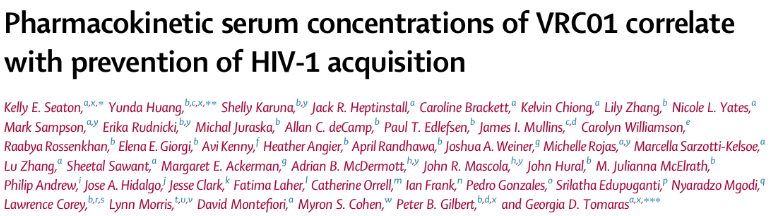 Pharmacokinetic serum concentrations of VRC01 correlate
with prevention of HIV-1 acquisition
Kelly E. Seaton,a,x,∗ Yunda Huang,b,c,x,∗∗ Shelly Karuna,b,y Jack R. Heptinstall,a Caroline Brackett,a Kelvin Chiong,a Lily Zhang,b Nicole L. Yates,a
Mark Sampson,a,y Erika Rudnicki,b,y Michal Juraska,b Allan C. deCamp,b Paul T. Edlefsen,b James I. Mullins,c,d Carolyn Williamson,e
Raabya Rossenkhan,b Elena E. Giorgi,b Avi Kenny,f Heather Angier,b April Randhawa,b Joshua A. Weiner,g Michelle Rojas,a,y Marcella Sarzotti-Kelsoe,a
Lu Zhang,a Sheetal Sawant,a Margaret E. Ackerman,g Adrian B. McDermott,h,y John R. Mascola,h,y John Hural,b M. Julianna McElrath,b
Philip Andrew,i Jose A. Hidalgo,j Jesse Clark,k Fatima Laher,l Catherine Orrell,m Ian Frank,n Pedro Gonzales,o Srilatha Edupuganti,p Nyaradzo Mgodi,q
Lawrence Corey,b,r,s Lynn Morris,t,u,v David Montefiori,a Myron S. Cohen,w Peter B. Gilbert,b,d,x and Georgia D. Tomarasa,x,∗∗∗